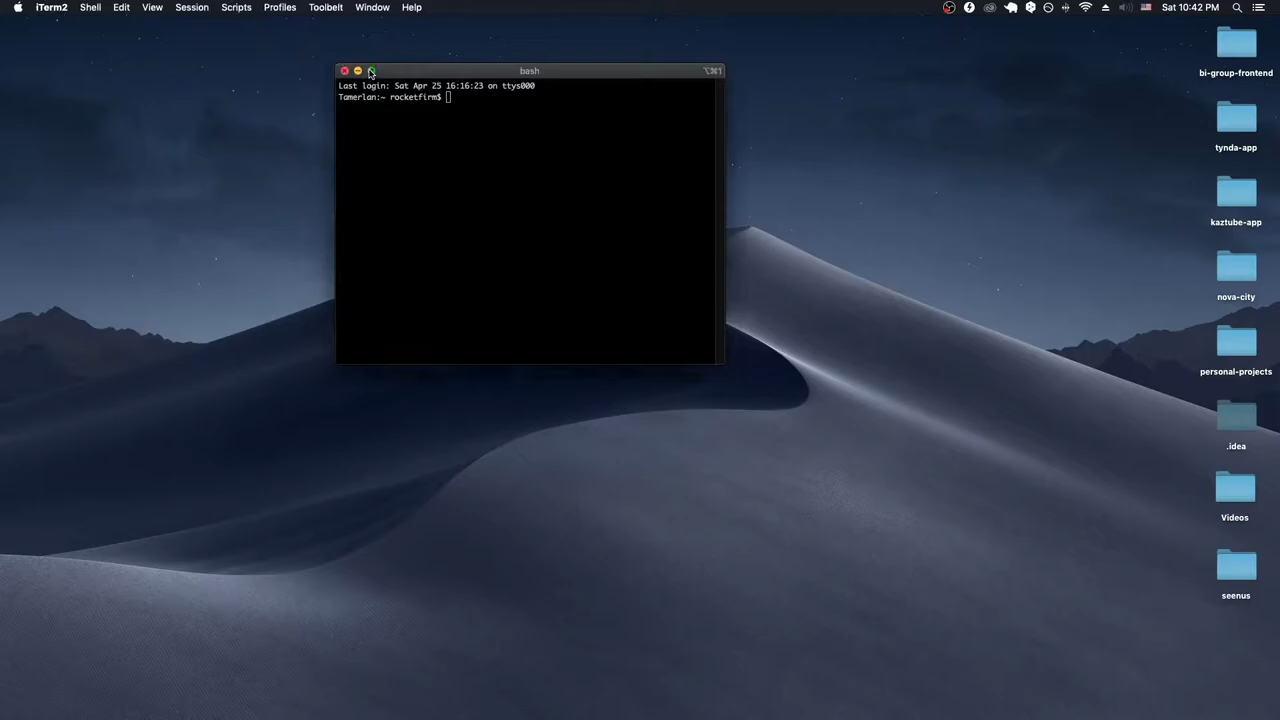 iTerm2 Shell Edit View Session Scripts Profiles Toolbelt Window Help Sat 10:42 PM
bash ⌥⌘1
Last login: Sat Apr 25 16:16:23 on ttys000
Tamerlan:~ rocketfirm$
bi-group-frontend
tynda-app
kaztube-app
nova-city
personal-projects
.idea
Videos
seenus